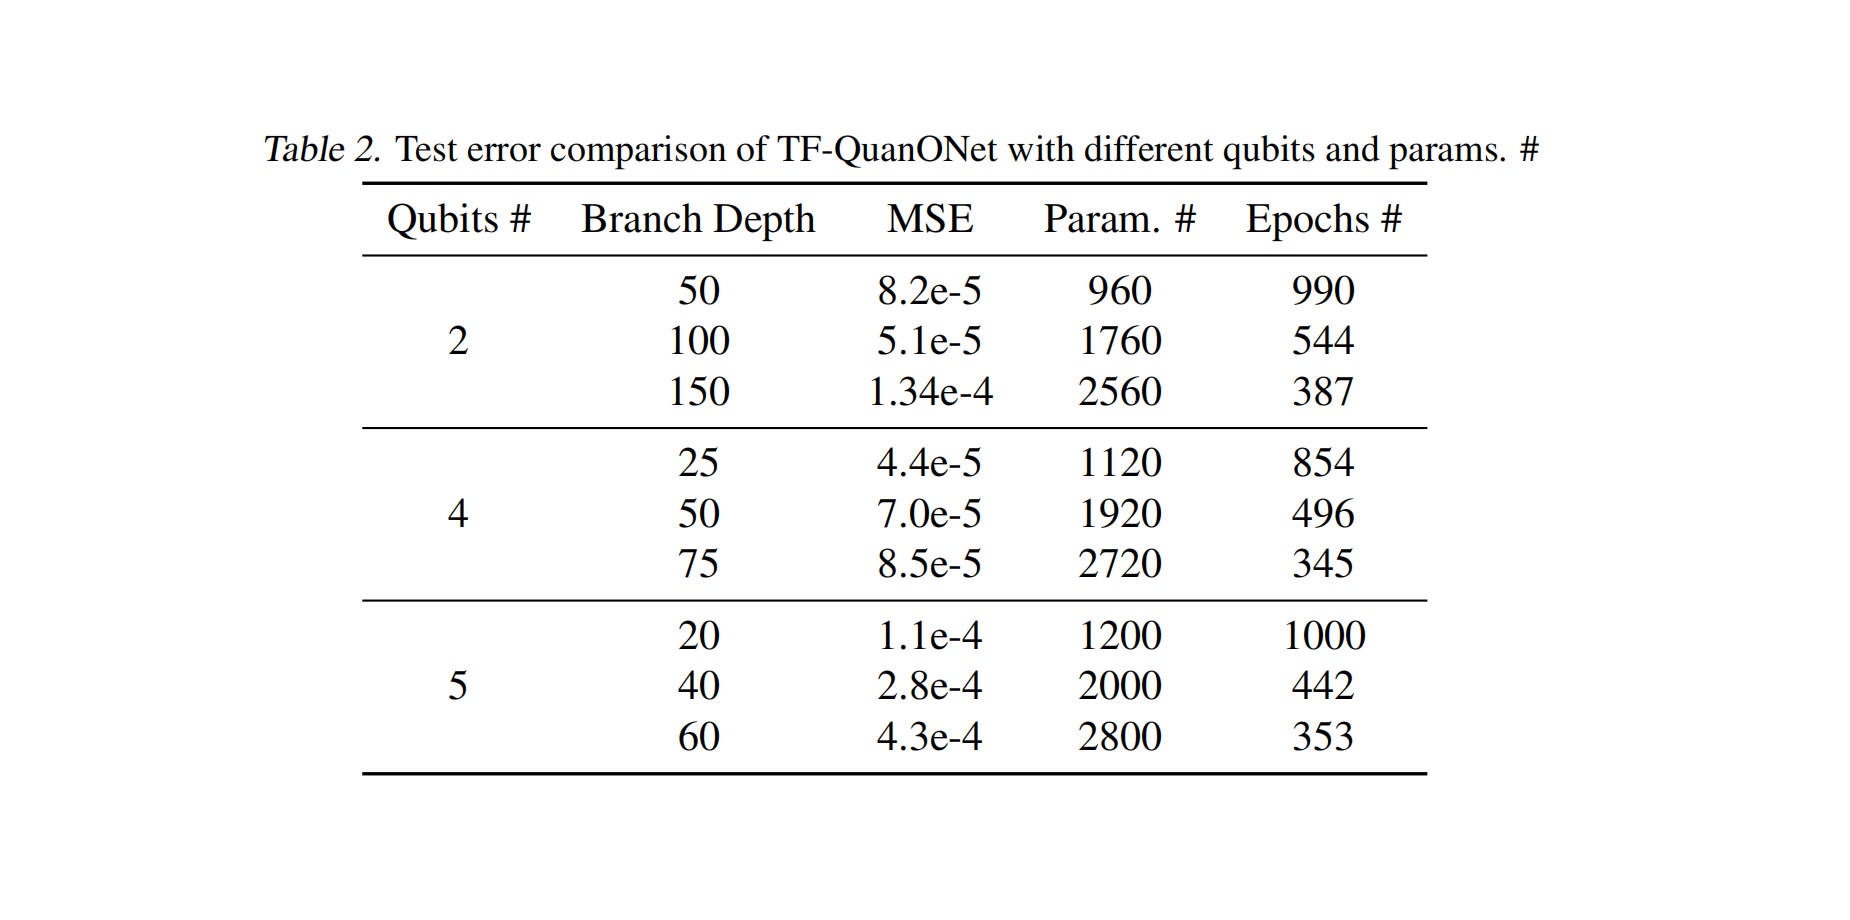 Table 2. Test error comparison of TF-QuanONet with different qubits and params. #
Qubits # Branch Depth MSE Param. # Epochs #
50 8.2e-5 960 990
2 100 5.1e-5 1760 544
150 1.34e-4 2560 387
25 4.4e-5 1120 854
4 50 7.0e-5 1920 496
75 8.5e-5 2720 345
20 1.1e-4 1200 1000
5 40 2.8e-4 2000 442
60 4.3e-4 2800 353